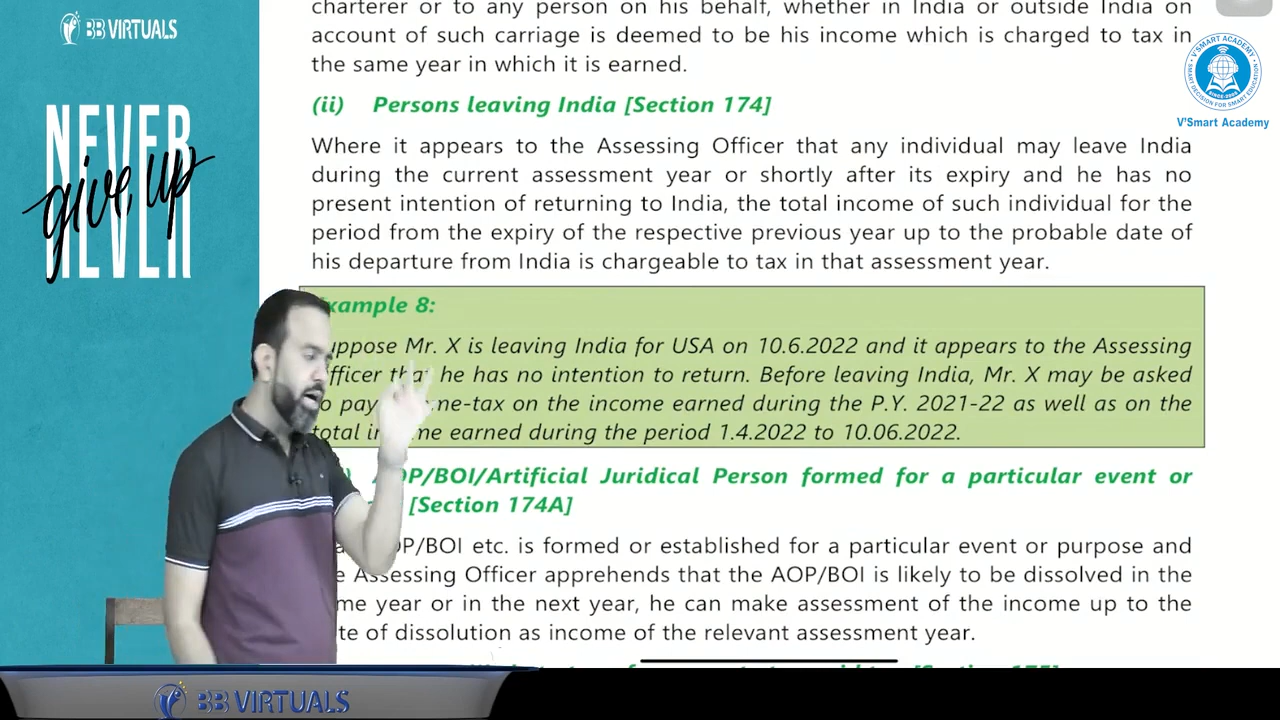 BB VIRTUALS
NEVER
give up
NEVER
charterer or to any person on his behalf, whether in India or outside India on
account of such carriage is deemed to be his income which is charged to tax in
the same year in which it is earned.
V'SMART ACADEMY
V'Smart Academy
(ii) Persons leaving India [Section 174]
Where it appears to the Assessing Officer that any individual may leave India
during the current assessment year or shortly after its expiry and he has no
present intention of returning to India, the total income of such individual for the
period from the expiry of the respective previous year up to the probable date of
his departure from India is chargeable to tax in that assessment year.
xample 8:
uppose Mr. X is leaving India for USA on 10.6.2022 and it appears to the Assessing
fficer that he has no intention to return. Before leaving India, Mr. X may be asked
o pay me-tax on the income earned during the P.Y. 2021-22 as well as on the
total in me earned during the period 1.4.2022 to 10.06.2022.
OP/BOI/Artificial Juridical Person formed for a particular event or
[Section 174A]
OP/BOI etc. is formed or established for a particular event or purpose and
e Assessing Officer apprehends that the AOP/BOI is likely to be dissolved in the
me year or in the next year, he can make assessment of the income up to the
te of dissolution as income of the relevant assessment year.
BB VIRTUALS